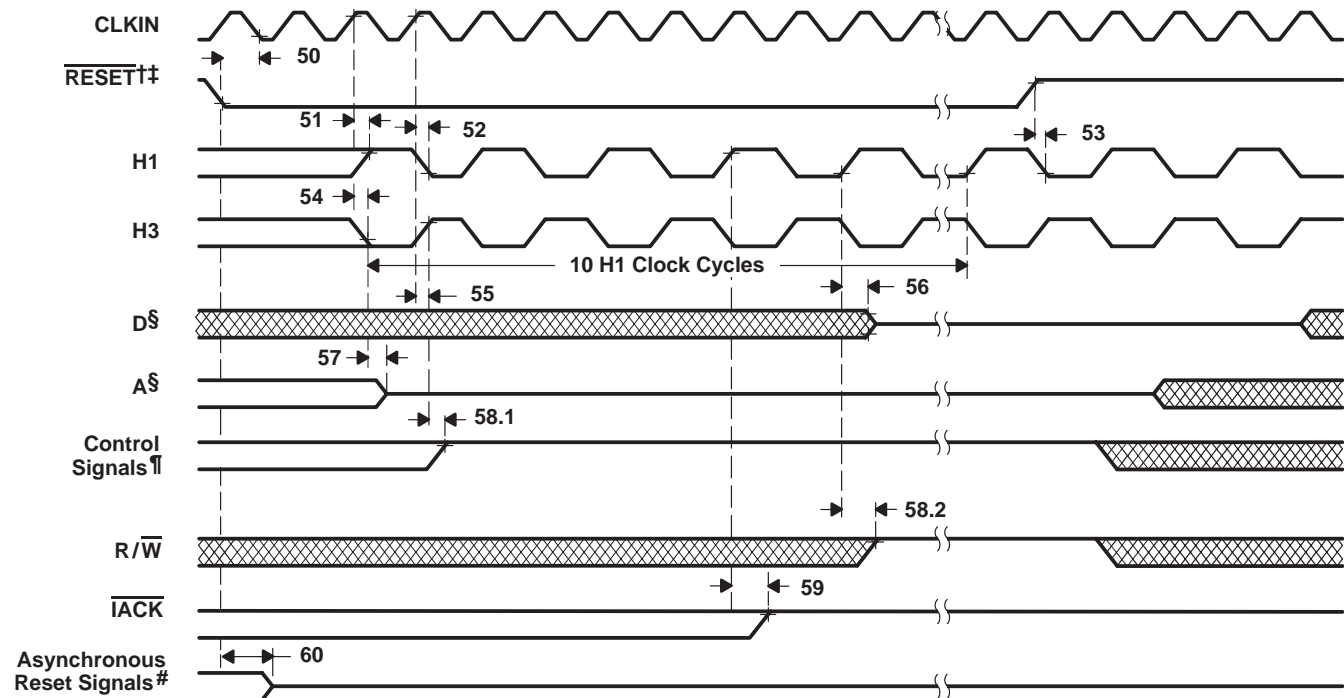 CLKIN
50
RESET†‡
51
52
53
H1
54
H3
10 H1 Clock Cycles
55
56
D§
57
A§
58.1
Control
Signals¶
58.2
R/W
59
IACK
60
Asynchronous
Reset Signals#